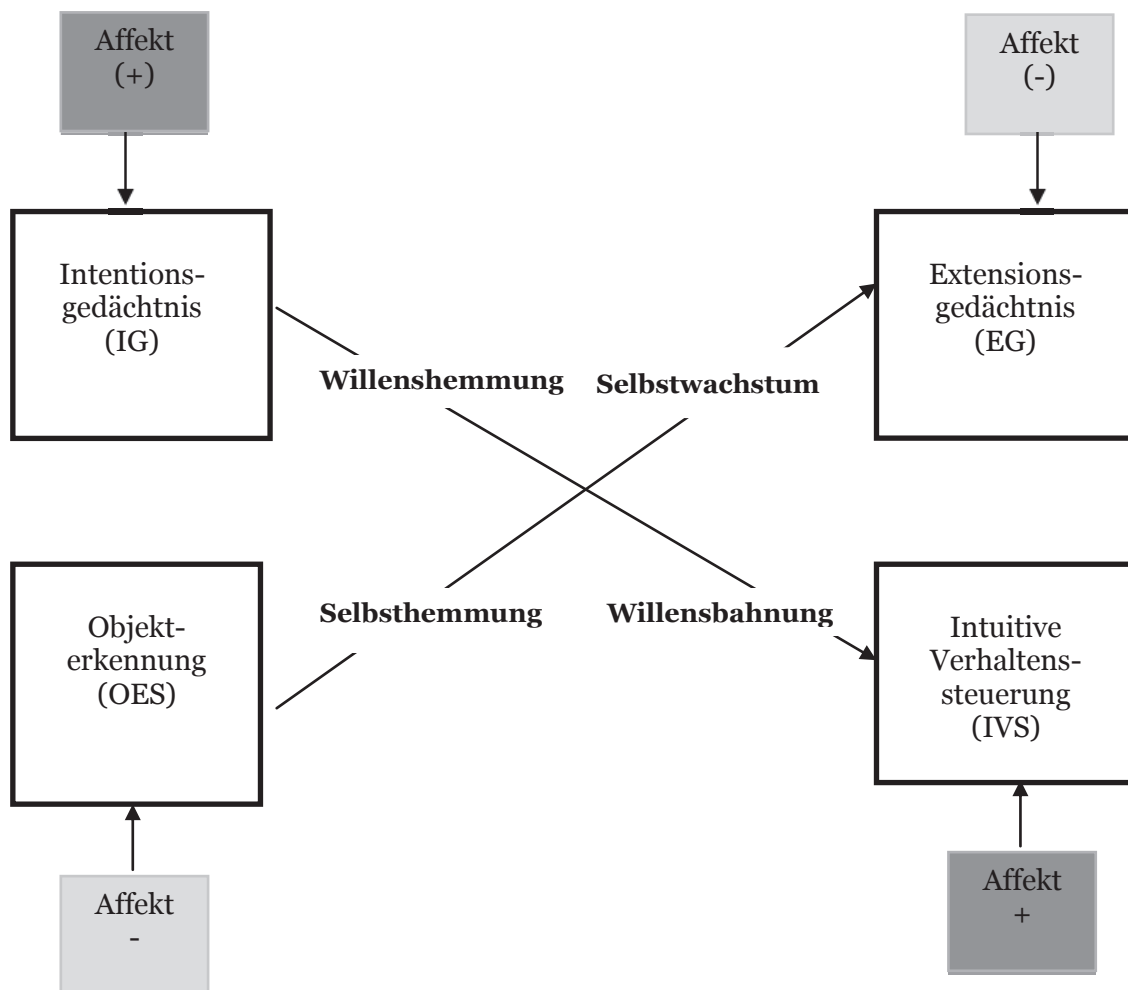 Affekt
(+)
Affekt
(-)
Intentions-
gedächtnis
(IG)
Extensions-
gedächtnis
(EG)
Willenshemmung
Selbstwachstum
Objekt-
erkennung
(OES)
Selbsthemmung
Willensbahnung
Intuitive
Verhaltens-
steuerung
(IVS)
Affekt
-
Affekt
+